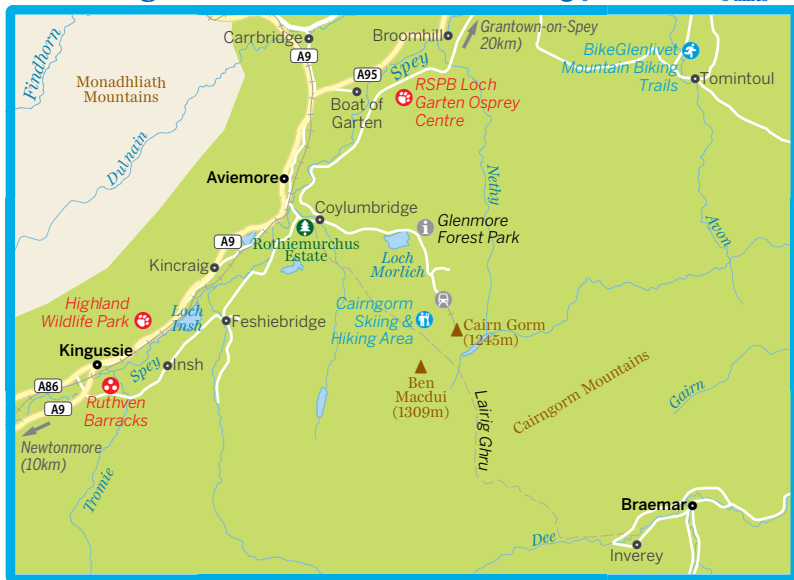 Grantown-on-Spey
20km)
Broomhill
Carrbridge
A9
Findhorn
Monadhliath
Mountains
A95
Spey
BikeGlenlivet
Mountain Biking
Trails
Tomintoul
RSPB Loch
Garten Osprey
Centre
Boat of
Garten
Dulnain
Nethy
Aviemore
Coylumbridge
Glenmore
Forest Park
Avon
A9
Rothiemurchus
Estate
Loch
Morlich
Kincraig
Highland
Wildlife Park
Loch
Insh
Feshiebridge
Cairngorm
Skiing &
Hiking Area
Cairn Gorm
(1245m)
Kingussie
Spey
Insh
Ben
Macdui
(1309m)
Cairngorm Mountains
Gairn
A86
A9
Ruthven
Barracks
Lairig Ghru
Newtonmore
(10km)
Tromie
Braemar
Dee
Inverey